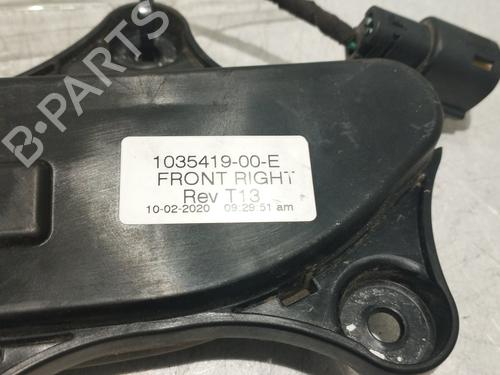 B-PARTS
1035419-00-E
FRONT RIGHT
Rev T13
10-02-2020 09:29:51 am